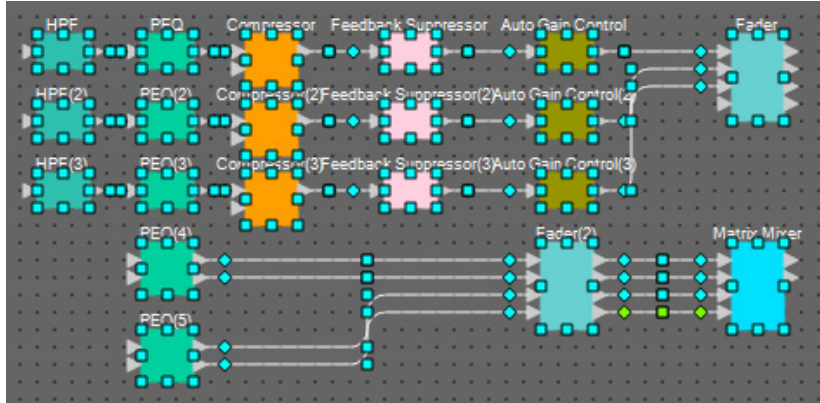 HPF PEQ Compressor Feedback Suppressor Auto Gain Control Fader
HPF(2) PEQ(2) Compressor(2) Feedback Suppressor(2) Auto Gain Control(2)
HPF(3) PEQ(3) Compressor(3) Feedback Suppressor(3) Auto Gain Control(3)
PEQ(4) Fader(2) Matrix Mixer
PEQ(5)